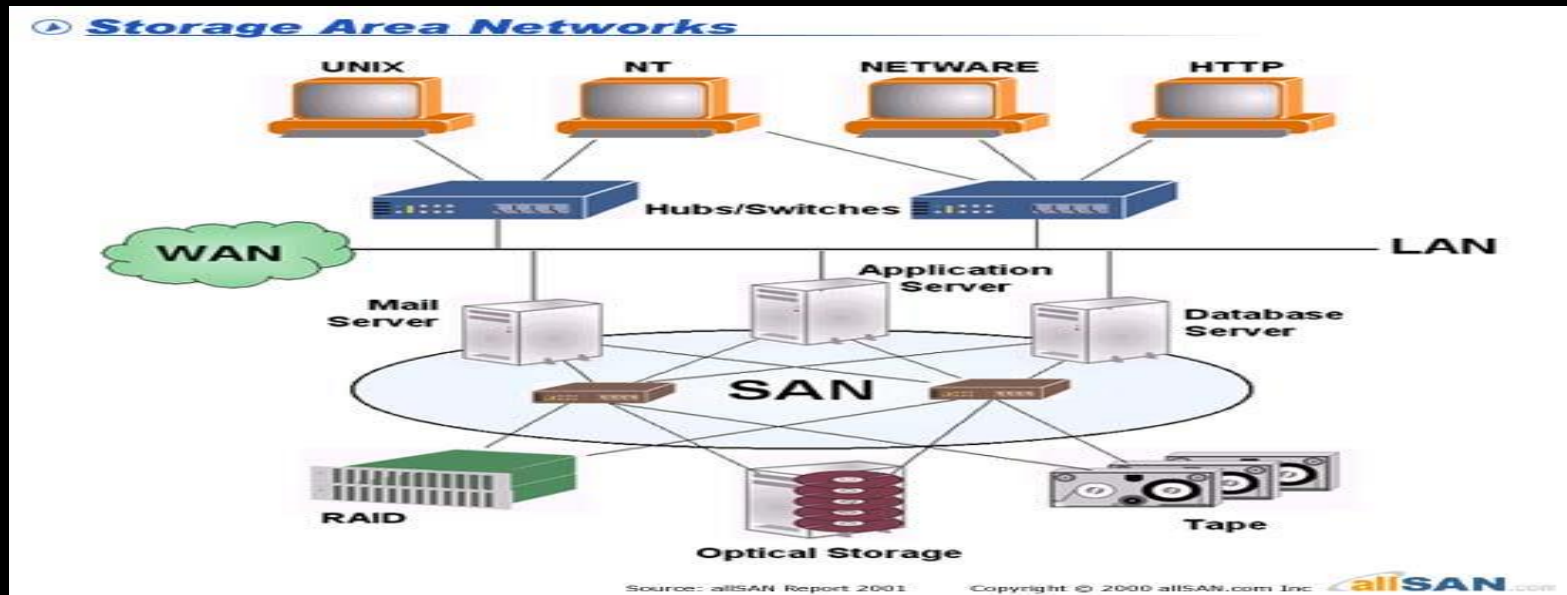 Storage Area Networks
UNIX
NT
NETWARE
HTTP
Hubs/Switches
WAN
LAN
Mail
Server
Application
Server
Database
Server
SAN
RAID
Optical Storage
Tape
Source: allSAN Report 2001
Copyright © 2000 allSAN.com Inc
allSAN.com